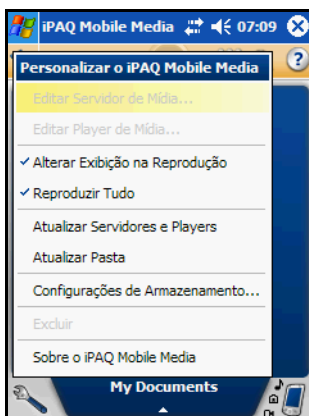 iPAQ Mobile Media 07:09
Personalizar o iPAQ Mobile Media
Editar Servidor de Mídia...
Editar Player de Mídia...
Alterar Exibição na Reprodução
Reproduzir Tudo
Atualizar Servidores e Players
Atualizar Pasta
Configurações de Armazenamento...
Excluir
Sobre o iPAQ Mobile Media
My Documents